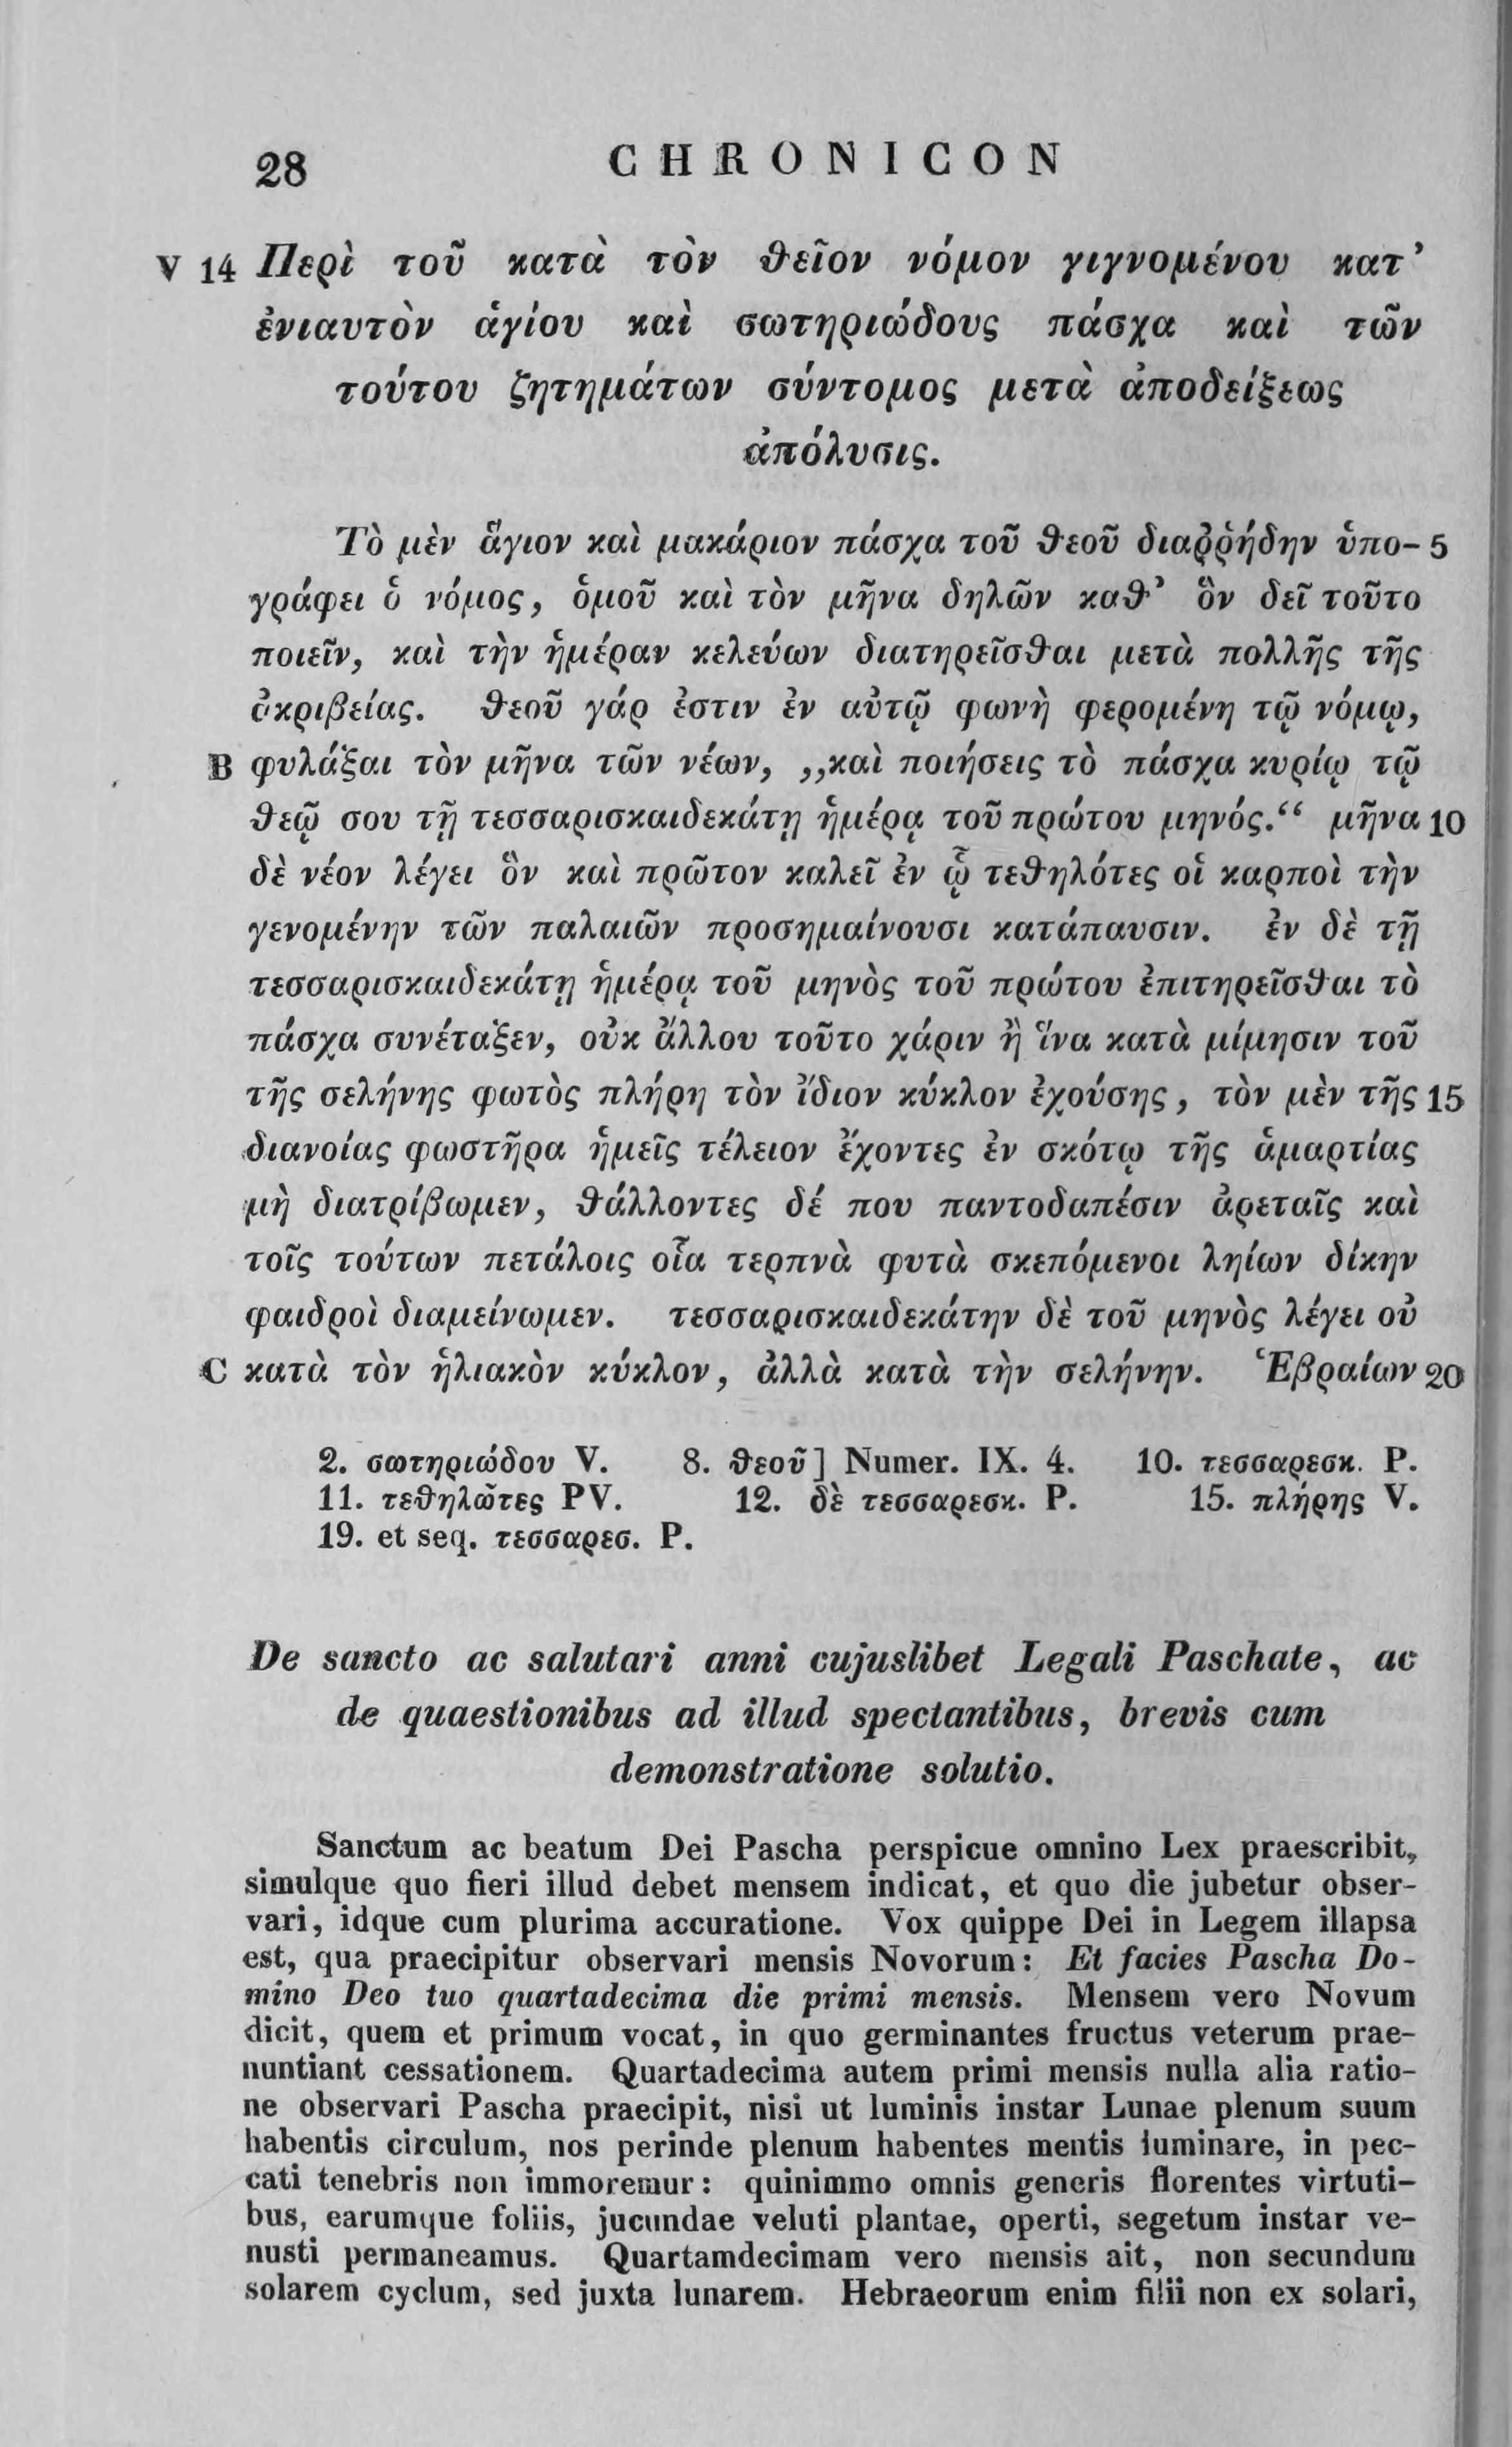 28 CHRONICON
V 14 Περὶ τοῦ κατὰ τὸν θεῖον νόμον γιγνομένου κατ’
ἐνιαυτὸν ἁγίου καὶ σωτηριώδους πάσχα καὶ τῶν
τούτου ζητημάτων σύντομος μετὰ ἀποδείξεως
ἀπόλυσις.
Τὸ μὲν ἅγιον καὶ μακάριον πάσχα τοῦ θεοῦ διαῤῥήδην ὑπο- 5
γράφει ὁ νόμος, ὁμοῦ καὶ τὸν μῆνα δηλῶν καθ’ ὃν δεῖ τοῦτο
ποιεῖν, καὶ τὴν ἡμέραν κελεύων διατηρεῖσθαι μετὰ πολλῆς τῆς
ἀκριβείας. θεοῦ γάρ ἐστιν ἐν αὐτῷ φωνὴ φερομένη τῷ νόμῳ,
B φυλάξαι τὸν μῆνα τῶν νέων, „καὶ ποιήσεις τὸ πάσχα κυρίῳ τῷ
θεῷ σου τῇ τεσσαρισκαιδεκάτῃ ἡμέρᾳ τοῦ πρώτου μηνός.“ μῆνα 10
δὲ νέον λέγει ὃν καὶ πρῶτον καλεῖ ἐν ᾧ τεθηλότες οἱ καρποὶ τὴν
γενομένην τῶν παλαιῶν προσημαίνουσι κατάπαυσιν. ἐν δὲ τῇ
τεσσαρισκαιδεκάτῃ ἡμέρᾳ τοῦ μηνὸς τοῦ πρώτου ἐπιτηρεῖσθαι τὸ
πάσχα συνέταξεν, οὐκ ἄλλου τοῦτο χάριν ἢ ἵνα κατὰ μίμησιν τοῦ
τῆς σελήνης φωτὸς πλήρη τὸν ἴδιον κύκλον ἐχούσης, τὸν μὲν τῆς 15
διανοίας φωστῆρα ἡμεῖς τέλειον ἔχοντες ἐν σκότῳ τῆς ἁμαρτίας
μὴ διατρίβωμεν, θάλλοντες δέ που παντοδαπέσιν ἀρεταῖς καὶ
τοῖς τούτων πετάλοις οἷα τερπνὰ φυτὰ σκεπόμενοι ληίων δίκην
φαιδροὶ διαμείνωμεν. τεσσαρισκαιδεκάτην δὲ τοῦ μηνὸς λέγει οὐ
C κατὰ τὸν ἡλιακὸν κύκλον, ἀλλὰ κατὰ τὴν σελήνην. Ἑβραίων 20
2. σωτηριώδου V. 8. θεοῦ] Numer. IX. 4. 10. τεσσαρεσκ. P.
11. τεθηλῶτες PV. 12. δὲ τεσσαρεσκ. P. 15. πλήρης V.
19. et seq. τεσσαρεσ. P.
De sancto ac salutari anni cujuslibet Legali Paschate, ac
de quaestionibus ad illud spectantibus, brevis cum
demonstratione solutio.
Sanctum ac beatum Dei Pascha perspicue omnino Lex praescribit,
simulque quo fieri illud debet mensem indicat, et quo die jubetur obser-
vari, idque cum plurima accuratione. Vox quippe Dei in Legem illapsa
est, qua praecipitur observari mensis Novorum: Et facies Pascha Do-
mino Deo tuo quartadecima die primi mensis. Mensem vero Novum
dicit, quem et primum vocat, in quo germinantes fructus veterum prae-
nuntiant cessationem. Quartadecima autem primi mensis nulla alia ratio-
ne observari Pascha praecipit, nisi ut luminis instar Lunae plenum suum
habentis circulum, nos perinde plenum habentes mentis luminare, in pec-
cati tenebris non immoremur: quinimmo omnis generis florentes virtuti-
bus, earumque foliis, jucundae veluti plantae, operti, segetum instar ve-
nusti permaneamus. Quartamdecimam vero mensis ait, non secundum
solarem cyclum, sed juxta lunarem. Hebraeorum enim filii non ex solari,